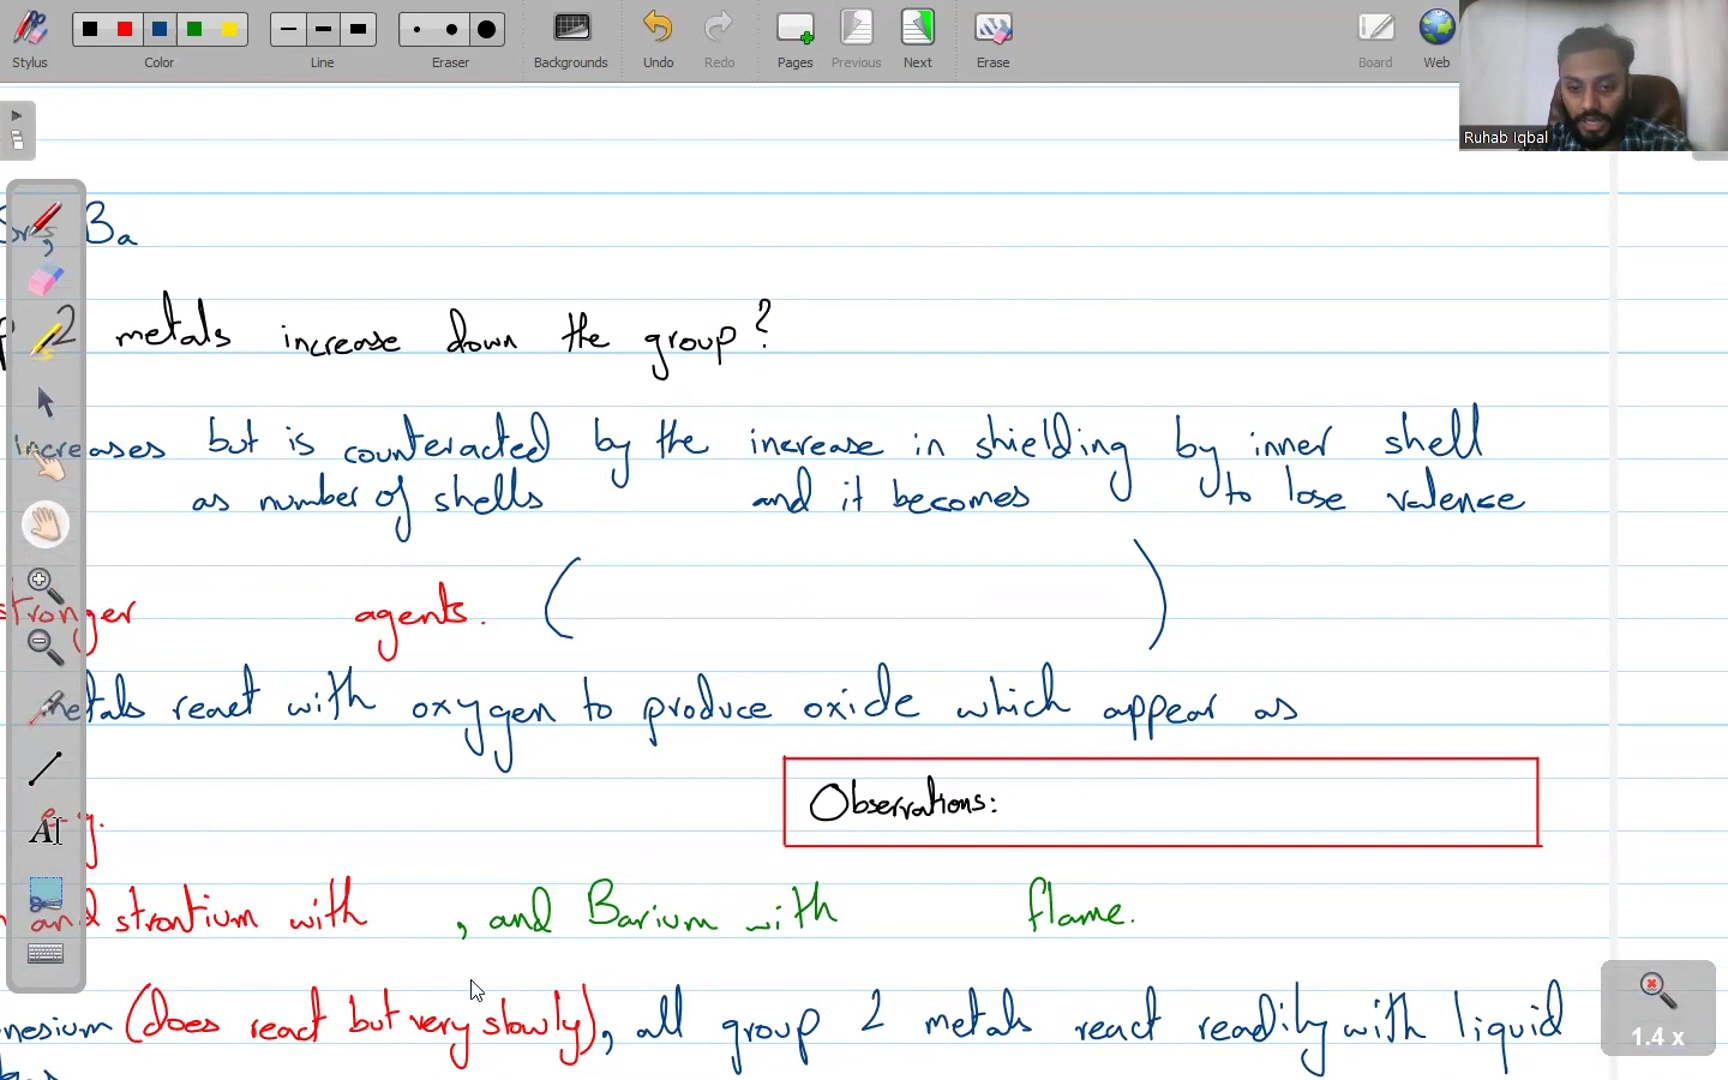 Stylus Color Line Eraser Backgrounds Undo Redo Pages Previous Next Erase Board Web
Ruhab Iqbal
Sr, Ba
2 metals increase down the group?
increases but is counteracted by the increase in shielding by inner shell
as number of shells and it becomes to lose valence
stronger agents. ( )
metals react with oxygen to produce oxide which appear as
Observations:
e.g.
and strontium with , and Barium with flame.
nesium (does react but very slowly), all group 2 metals react readily with liquid
1.4 x